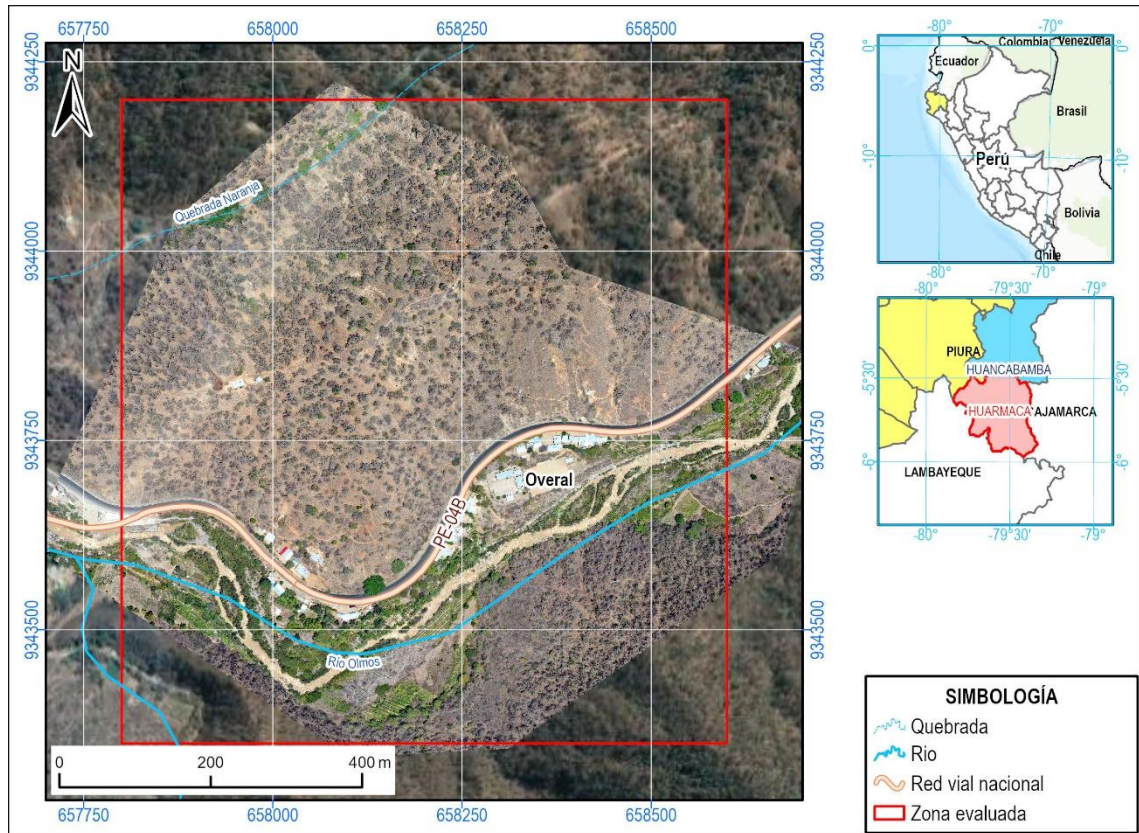 657750
658000
658250
658500
9344250
9344250
N
Quebrada Naranja
9344000
9344000
9343750
9343750
Overal
PE-04B
9343500
9343500
Río Olmos
0
200
400 m
657750
658000
658250
658500
-80°
-70°
Colombia
Venezuela
0°
0°
Ecuador
Brasil
-10°
-10°
Perú
Bolivia
Chile
-80°
-70°
-80°
-79°30'
-79°
PIURA
HUANCABAMBA
-5°30'
-5°30'
HUARMACA
AJAMARCA
-6°
-6°
LAMBAYEQUE
-80°
-79°30'
-79°
SIMBOLOGÍA
Quebrada
Rio
Red vial nacional
Zona evaluada